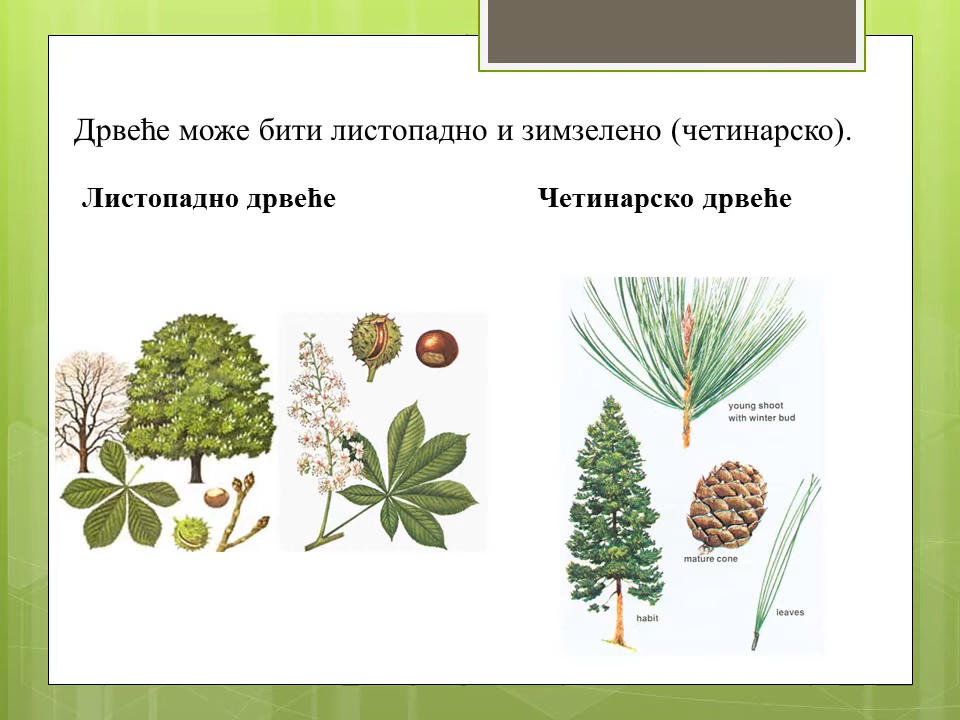 Дрвеће може бити листопадно и зимзелено (четинарско).
Листопадно дрвеће
Четинарско дрвеће
young shoot
with winter bud
mature cone
leaves
habit